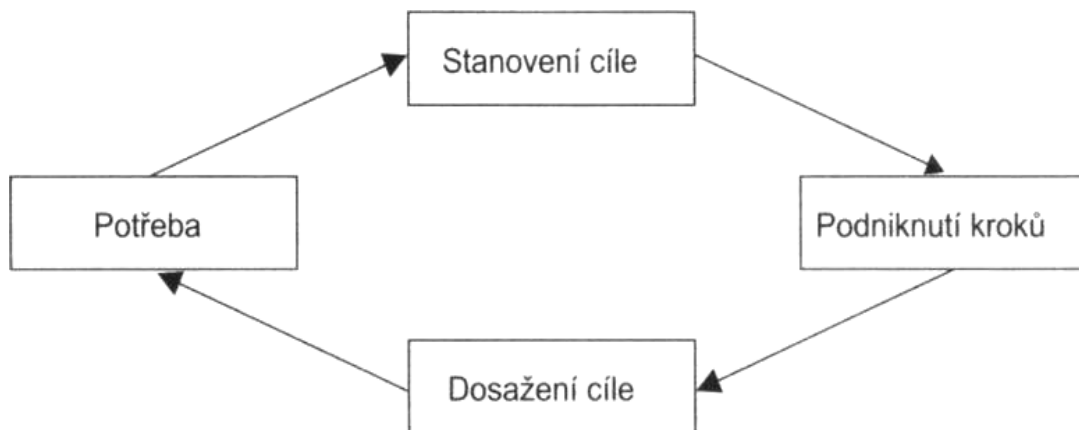 Stanovení cíle
Potřeba
Podniknutí kroků
Dosažení cíle